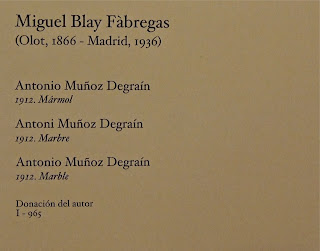 Miguel Blay Fàbregas
(Olot, 1866 - Madrid, 1936)
Antonio Muñoz Degraín
1912. Mármol
Antoni Muñoz Degraín
1912. Marbre
Antonio Muñoz Degraín
1912. Marble
Donación del autor
I - 965